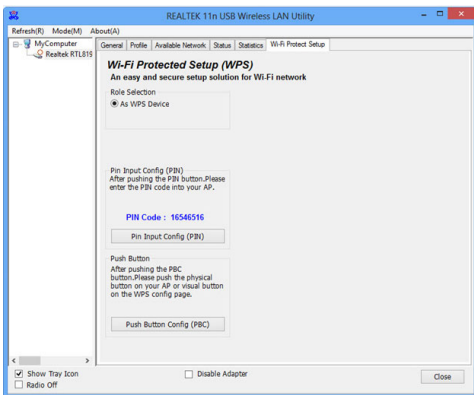 REALTEK 11n USB Wireless LAN Utility
Refresh(R) Mode(M) About(A)
MyComputer
Realtek RTL819
General Profile Available Network Status Statistics Wi-Fi Protect Setup
Wi-Fi Protected Setup (WPS)
An easy and secure setup solution for Wi-Fi network
Role Selection
As WPS Device
Pin Input Config (PIN)
After pushing the PIN button.Please
enter the PIN code into your AP.
PIN Code : 16546516
Pin Input Config (PIN)
Push Button
After pushing the PBC
button.Please push the physical
button on your AP or visual button
on the WPS config page.
Push Button Config (PBC)
Show Tray Icon
Radio Off
Disable Adapter
Close